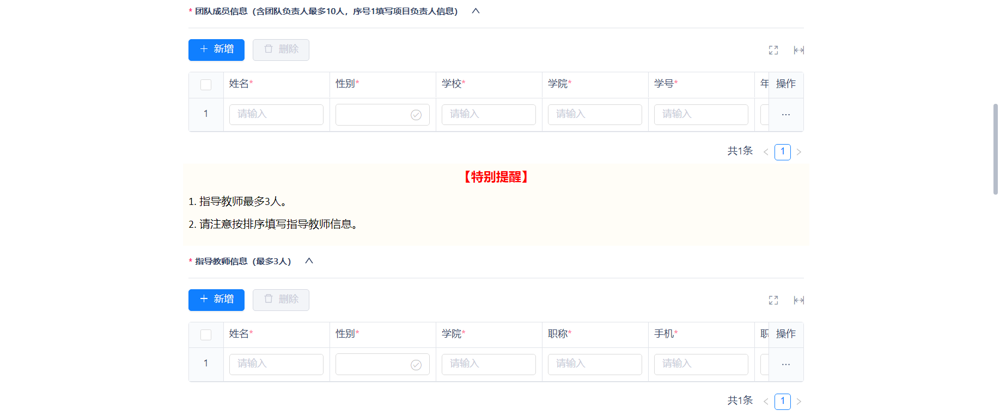 * 团队成员信息（含团队负责人最多10人，序号1填写项目负责人信息）
新增 删除
姓名* 性别* 学校* 学院* 学号* 年 操作
1 请输入 请输入 请输入 请输入 ...
共1条 < 1 >
【特别提醒】
1. 指导教师最多3人。
2. 请注意按排序填写指导教师信息。
* 指导教师信息（最多3人）
新增 删除
姓名* 性别* 学院* 职称* 手机* 职 操作
1 请输入 请输入 请输入 请输入 ...
共1条 < 1 >